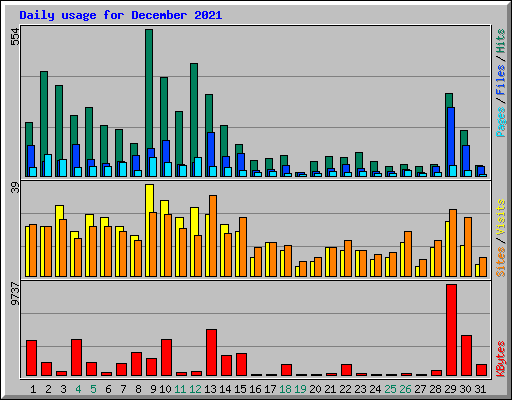 Daily usage for December 2021
554
Pages / Files / Hits
39
Sites / Visits
9737
KBytes
1 2 3 4 5 6 7 8 9 10 11 12 13 14 15 16 17 18 19 20 21 22 23 24 25 26 27 28 29 30 31